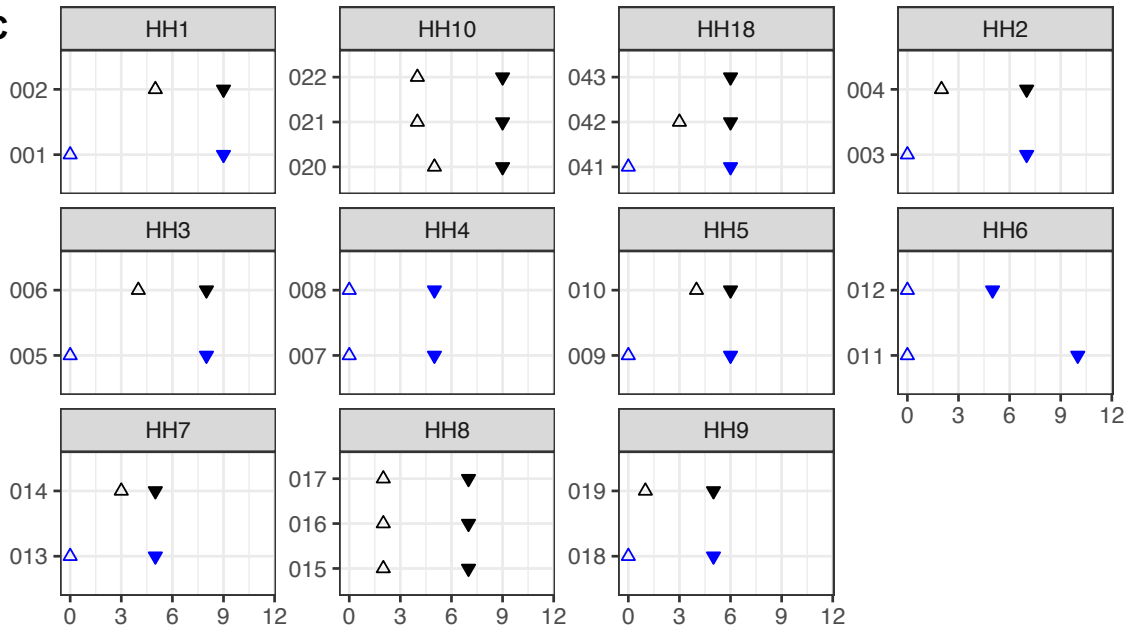 C
HH1 HH10 HH18 HH2
002 022 043 004
021 042
001 020 041 003
HH3 HH4 HH5 HH6
006 008 010 012
005 007 009 011
0 3 6 9 12
HH7 HH8 HH9
014 017 019
016
013 015 018
0 3 6 9 12 0 3 6 9 12 0 3 6 9 12